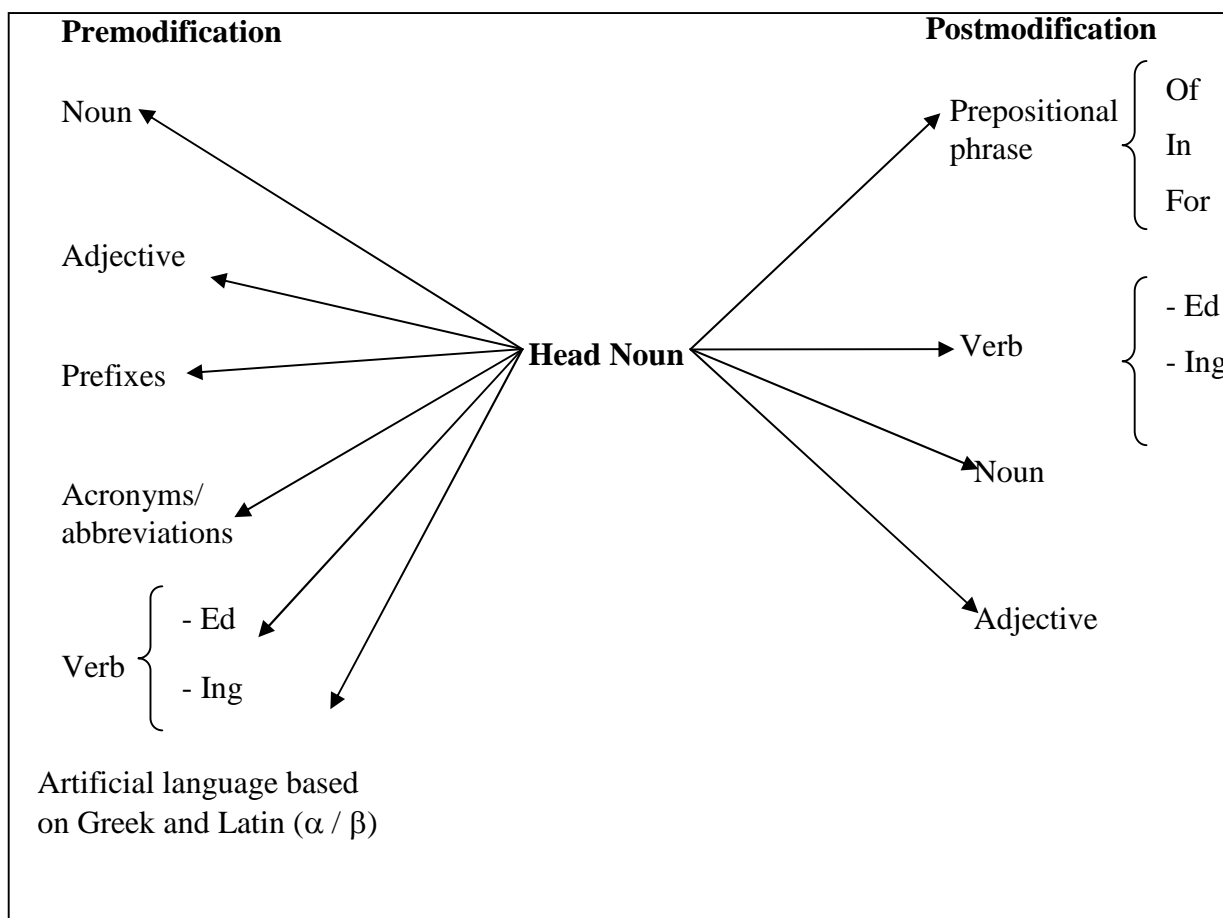 Premodification
Noun
Adjective
Prefixes
Acronyms/
abbreviations
Verb
- Ed
- Ing
Artificial language based
on Greek and Latin (α / β)
Head Noun
Postmodification
Prepositional
phrase
Of
In
For
Verb
- Ed
- Ing
Noun
Adjective